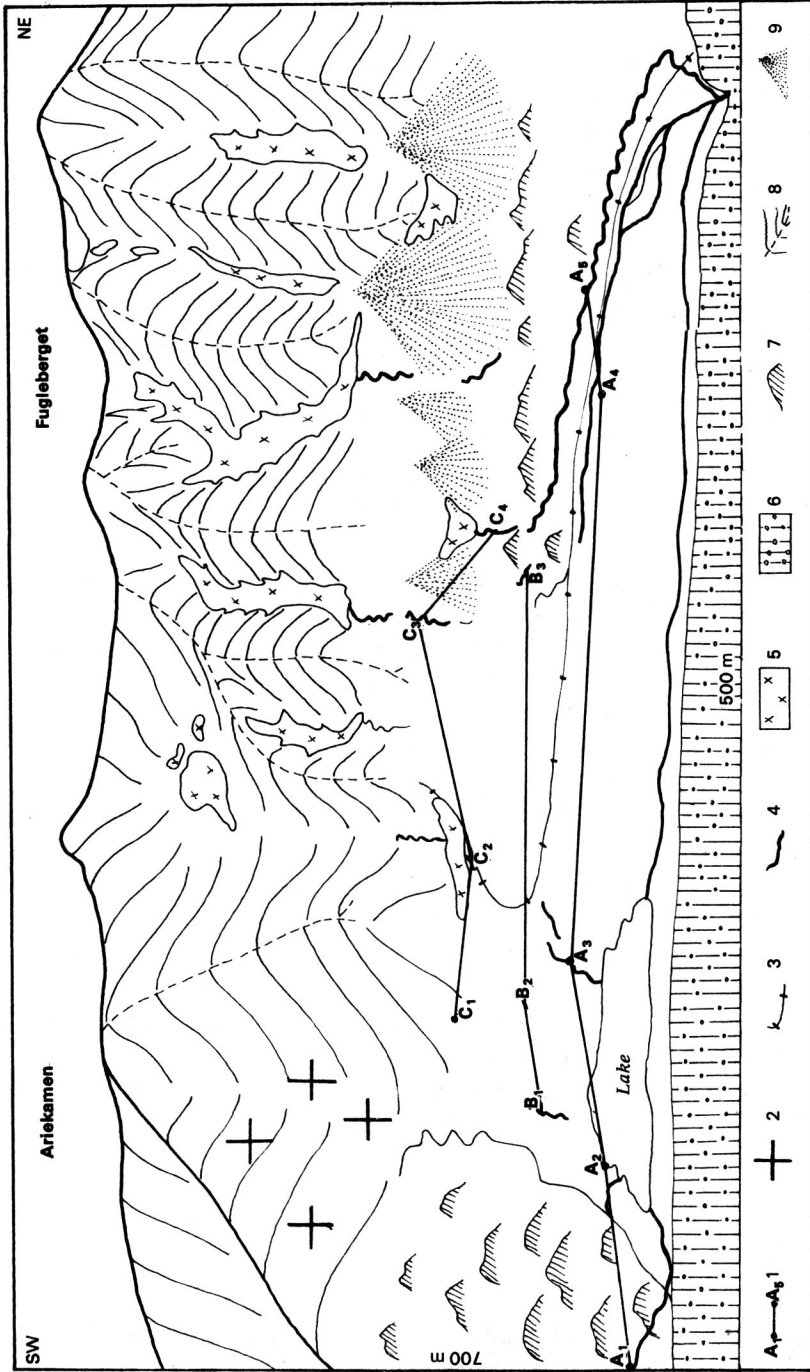 SW
Ariekamen
Fugleberget
NE
C₁
C₂
C₃
C₄
B₁
B₂
B₃
A₁
A₂
A₃
A₄
A₅
Lake
700 m
500 m
A₁ A₅ 1
2
3
4
5
6
7
8
9